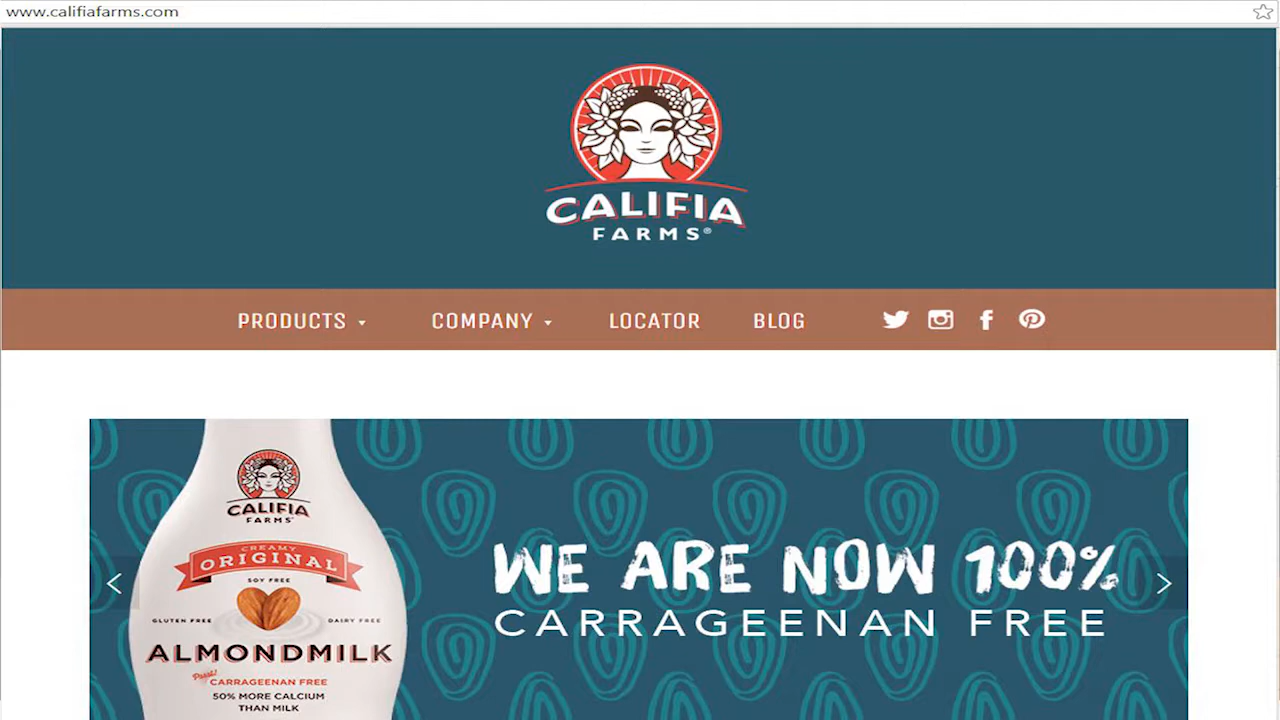 www.califiafarms.com
CALIFIA
FARMS®
PRODUCTS
COMPANY
LOCATOR
BLOG
CALIFIA
FARMS
CREAMY
ORIGINAL
SOY FREE
GLUTEN FREE
DAIRY FREE
ALMONDMILK
Pssst!
CARRAGEENAN FREE
50% MORE CALCIUM
THAN MILK
WE ARE NOW 100%
CARRAGEENAN FREE